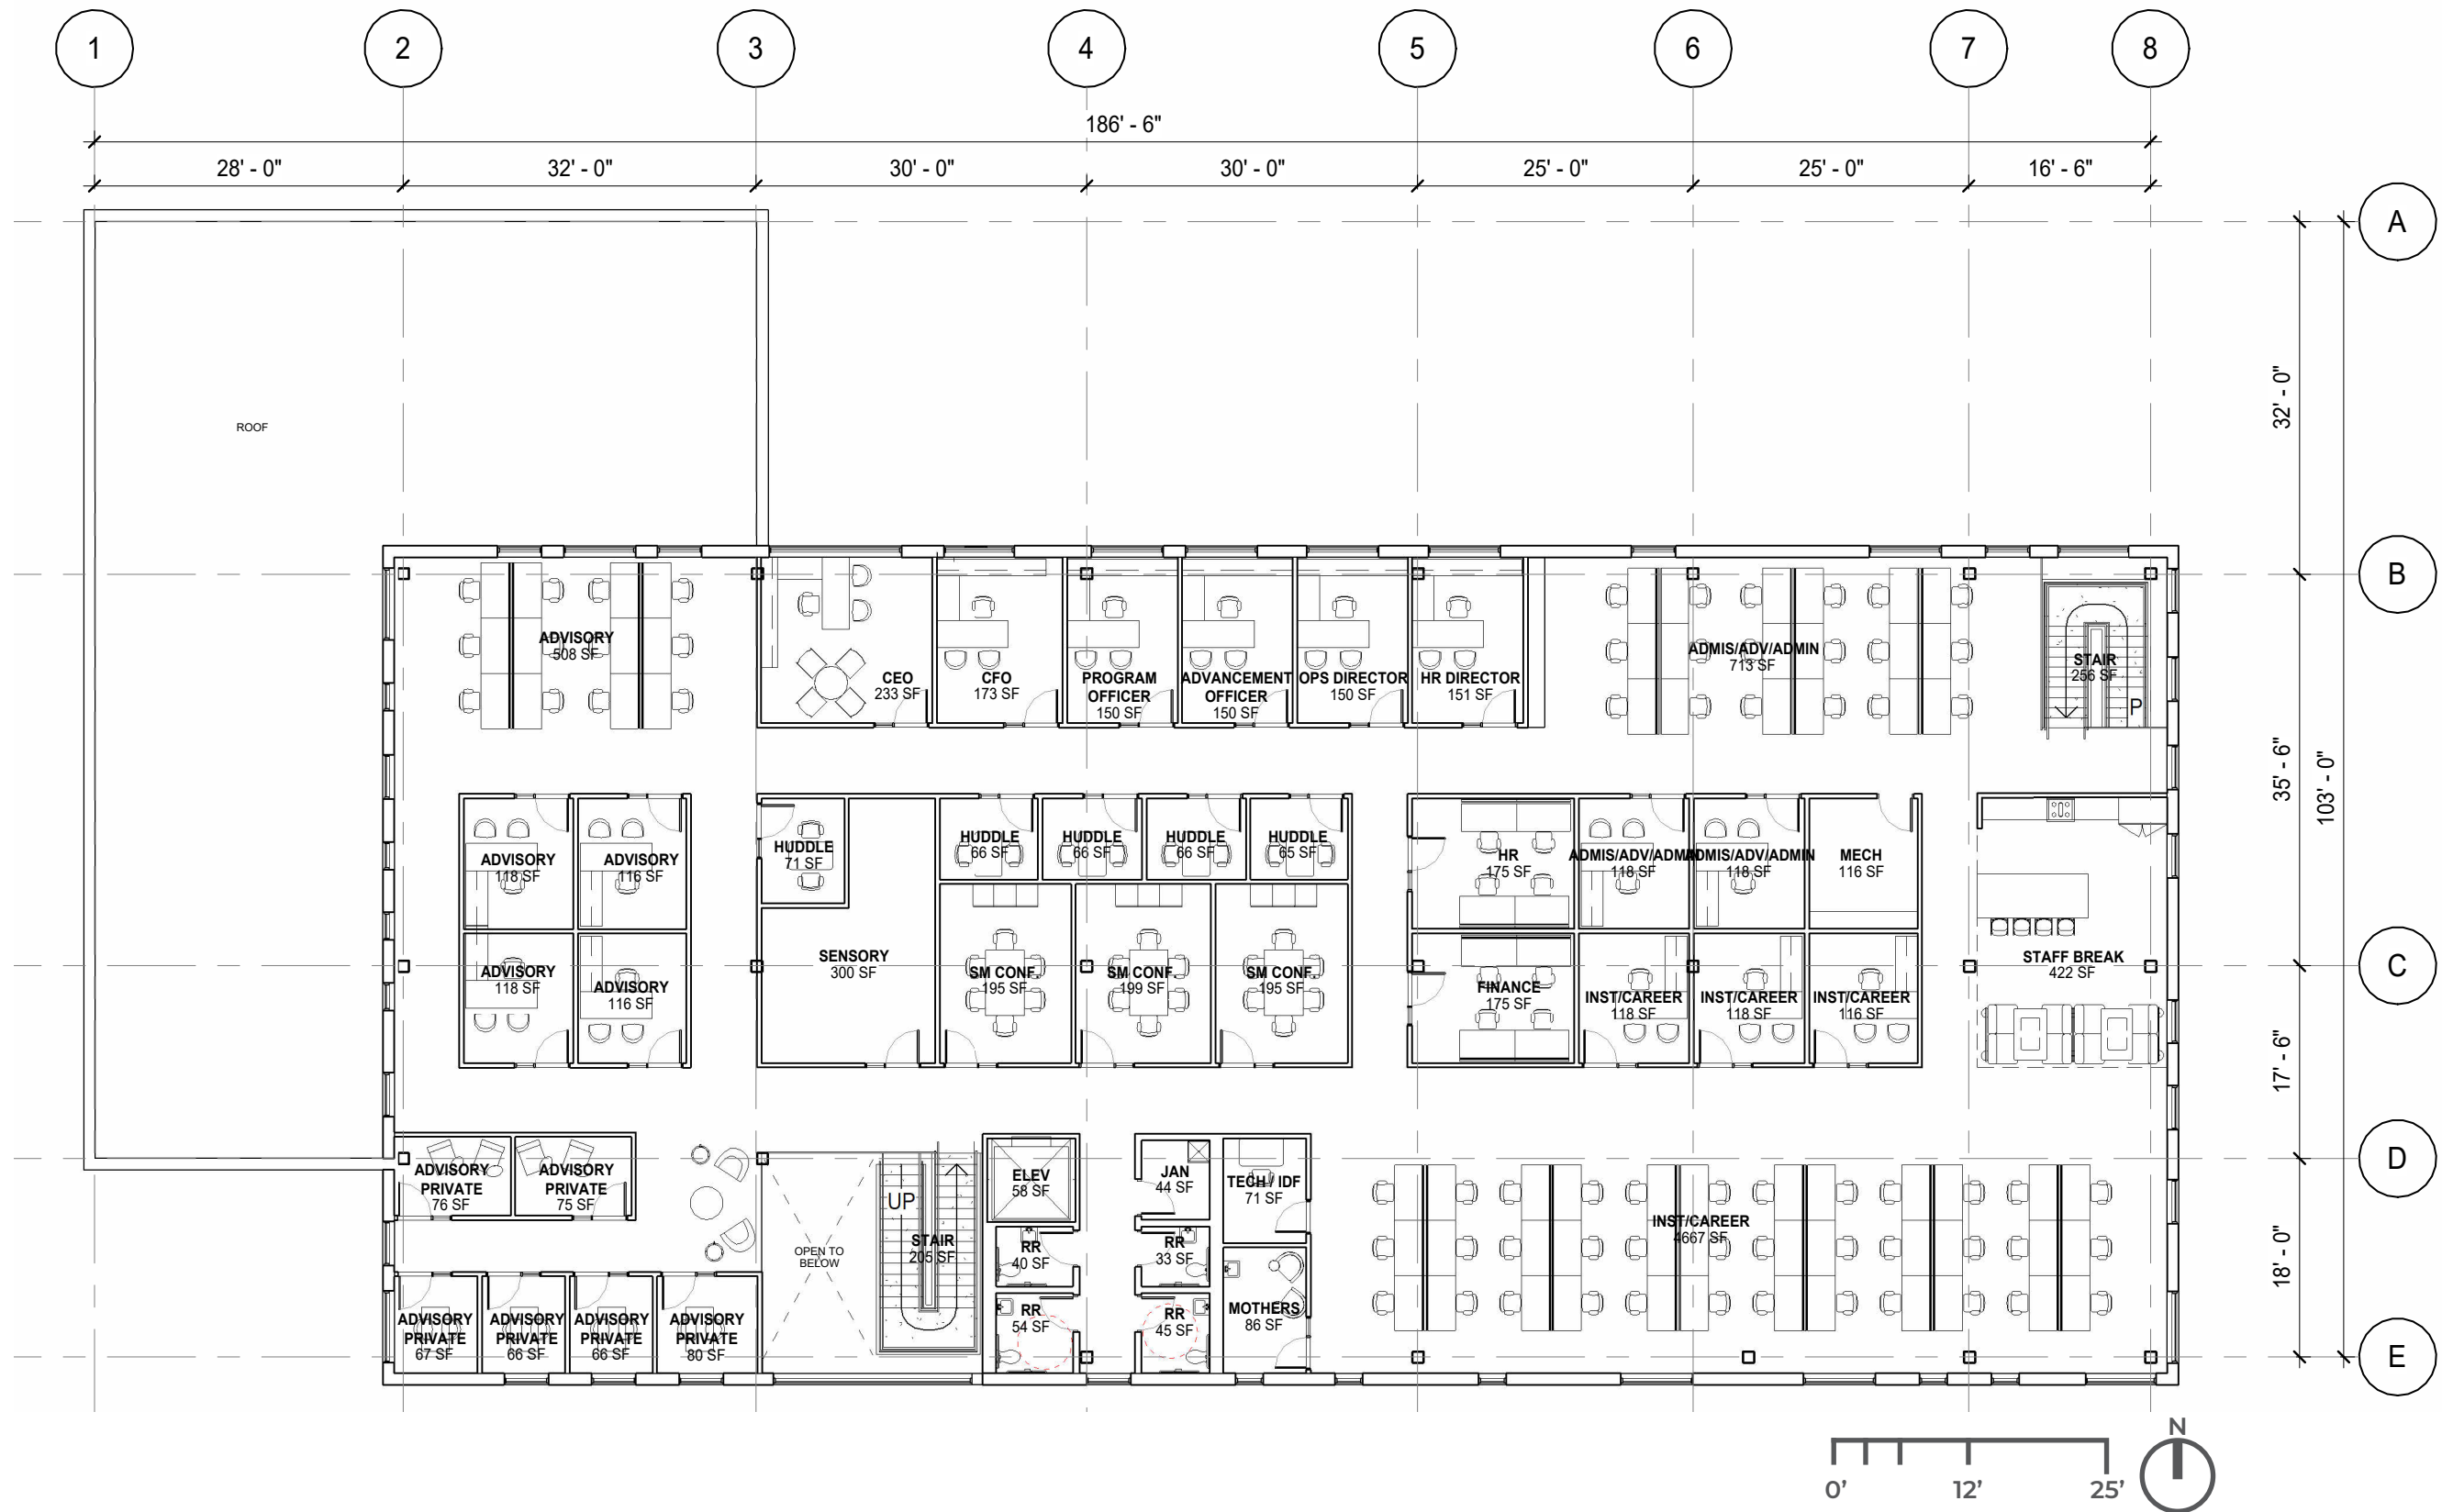 1
2
3
4
5
6
7
8
186' - 6"
28' - 0"
32' - 0"
30' - 0"
30' - 0"
25' - 0"
25' - 0"
16' - 6"
A
32' - 0"
ROOF
B
ADVISORY
508 SF
CEO
233 SF
CFO
173 SF
PROGRAM
OFFICER
150 SF
ADVANCEMENT
OFFICER
150 SF
OPS DIRECTOR
150 SF
HR DIRECTOR
151 SF
ADMIS/ADV/ADMIN
713 SF
STAIR
256 SF
P
35' - 6"
103' - 0"
ADVISORY
118 SF
ADVISORY
116 SF
HUDDLE
71 SF
HUDDLE
66 SF
HUDDLE
66 SF
HUDDLE
66 SF
HUDDLE
65 SF
HR
175 SF
ADMIS/ADV/ADMIN
118 SF
ADMIS/ADV/ADMIN
118 SF
MECH
116 SF
ADVISORY
118 SF
ADVISORY
116 SF
SENSORY
300 SF
SM CONF.
195 SF
SM CONF.
199 SF
SM CONF.
195 SF
FINANCE
175 SF
INST/CAREER
118 SF
INST/CAREER
118 SF
INST/CAREER
116 SF
STAFF BREAK
422 SF
C
17' - 6"
D
ADVISORY
PRIVATE
76 SF
ADVISORY
PRIVATE
75 SF
UP
OPEN TO
BELOW
STAIR
205 SF
ELEV
58 SF
JAN
44 SF
TECH / IDF
71 SF
RR
40 SF
RR
33 SF
INST/CAREER
4667 SF
18' - 0"
ADVISORY
PRIVATE
67 SF
ADVISORY
PRIVATE
66 SF
ADVISORY
PRIVATE
66 SF
ADVISORY
PRIVATE
80 SF
RR
54 SF
RR
45 SF
MOTHERS
86 SF
E
N
0'
12'
25'